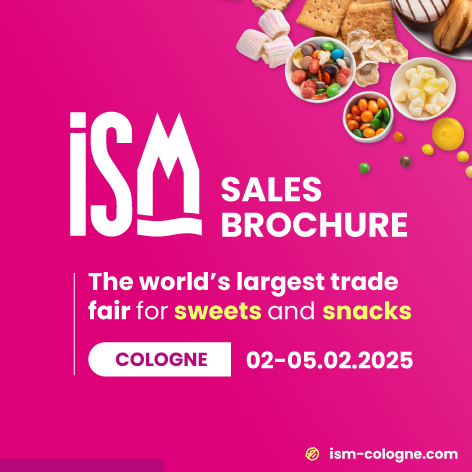 ISM
SALES
BROCHURE
The world's largest trade
fair for sweets and snacks
COLOGNE 02-05.02.2025
ism-cologne.com